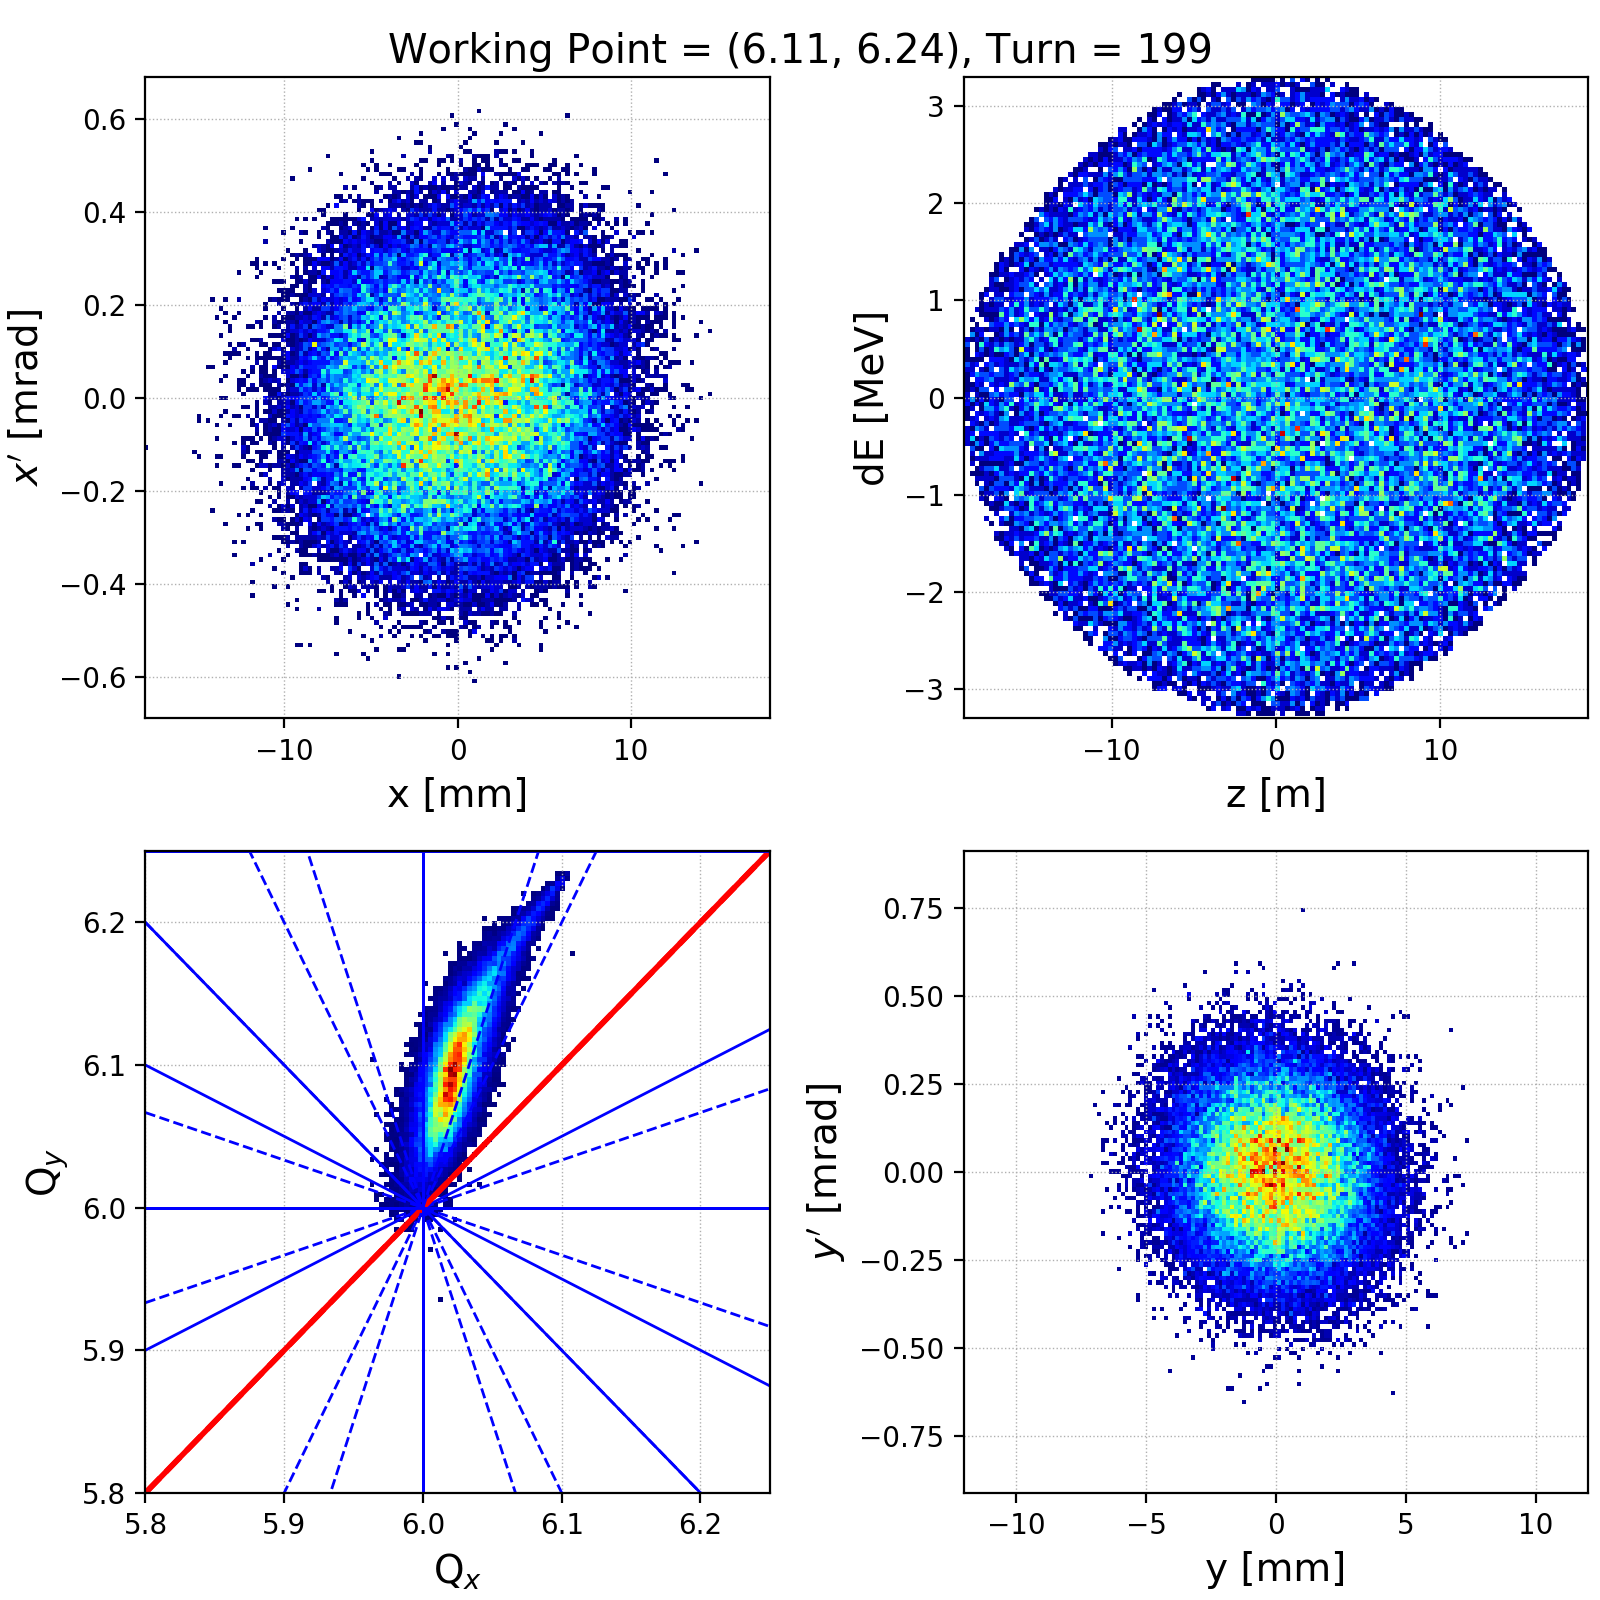 Working Point = (6.11, 6.24), Turn = 199
0.6
0.4
0.2
0.0
−0.2
−0.4
−0.6
x′ [mrad]
−10 0 10
x [mm]
3
2
1
0
−1
−2
−3
dE [MeV]
−10 0 10
z [m]
6.2
6.1
6.0
5.9
5.8
Qy
5.8 5.9 6.0 6.1 6.2
Qx
0.75
0.50
0.25
0.00
−0.25
−0.50
−0.75
y′ [mrad]
−10 −5 0 5 10
y [mm]